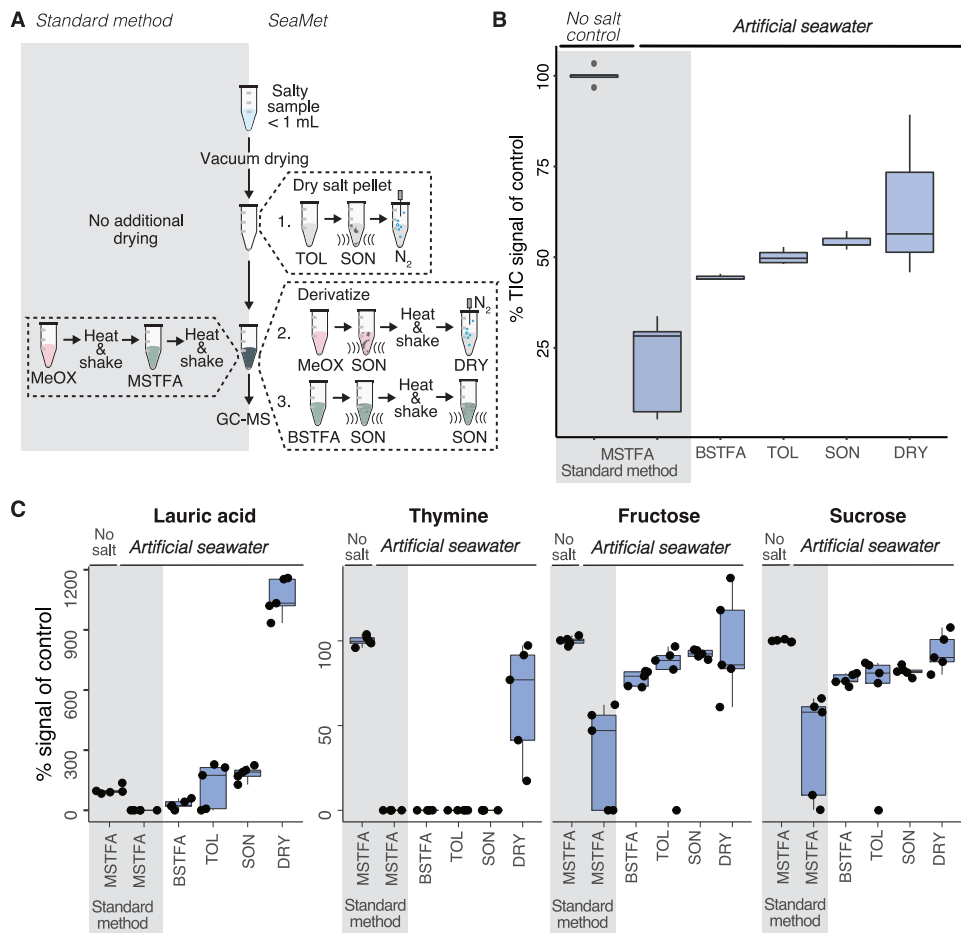 A
Standard method
SeaMet
Salty
sample
< 1 mL
Vacuum drying
Dry salt pellet
1.
TOL
SON
N2
No additional
drying
Derivatize
N2
2.
Heat
&
shake
MeOX
SON
DRY
Heat
&
shake
Heat
&
shake
MeOX
MSTFA
3.
Heat
&
shake
BSTFA
SON
SON
GC-MS
B
No salt
control
Artificial seawater
% TIC signal of control
100
75
50
25
MSTFA
Standard method
BSTFA
TOL
SON
DRY
C
Lauric acid
No
salt
Artificial seawater
% signal of control
1200
900
600
300
0
MSTFA
MSTFA
BSTFA
TOL
SON
DRY
Standard
method
Thymine
No
salt
Artificial seawater
100
50
0
MSTFA
MSTFA
BSTFA
TOL
SON
DRY
Standard
method
Fructose
No
salt
Artificial seawater
MSTFA
MSTFA
BSTFA
TOL
SON
DRY
Standard
method
Sucrose
No
salt
Artificial seawater
MSTFA
MSTFA
BSTFA
TOL
SON
DRY
Standard
method